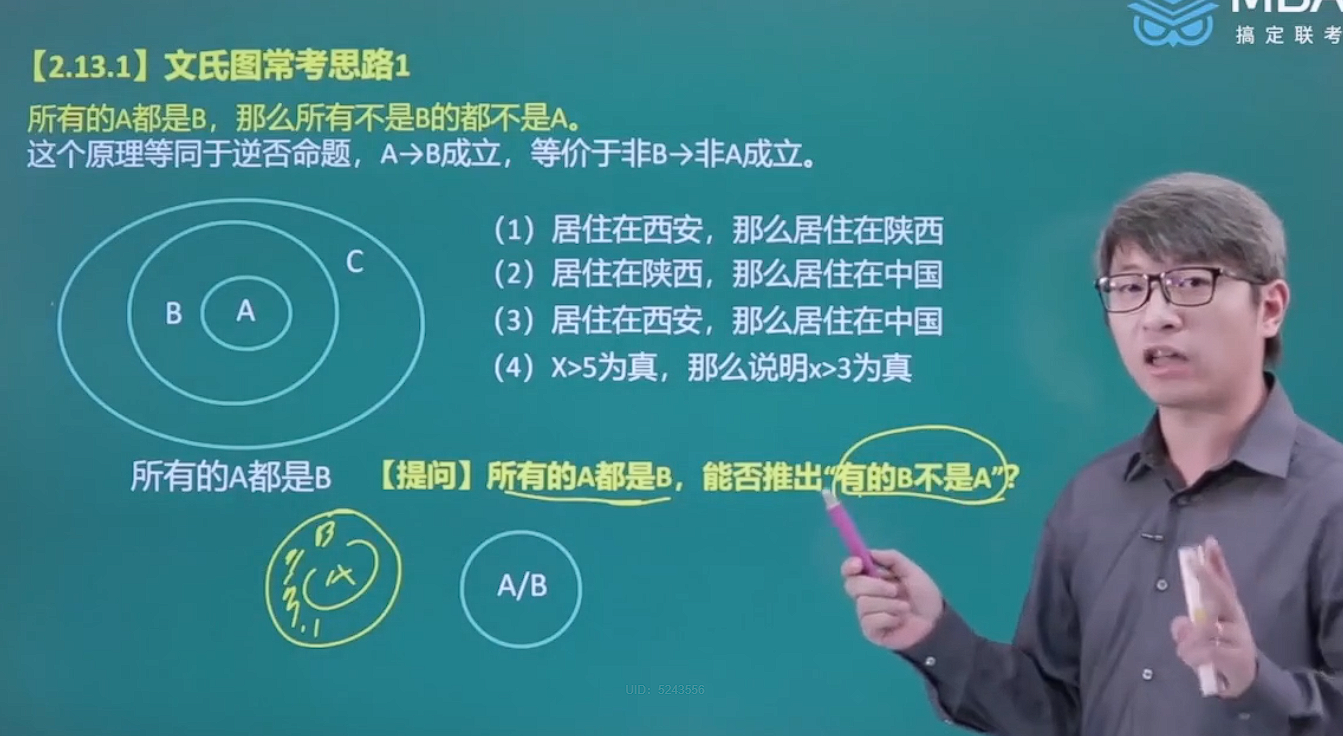 MBA
搞定联考
【2.13.1】文氏图常考思路1
所有的A都是B，那么所有不是B的都不是A。
这个原理等同于逆否命题，A→B成立，等价于非B→非A成立。
C
B
A
（1）居住在西安，那么居住在陕西
（2）居住在陕西，那么居住在中国
（3）居住在西安，那么居住在中国
（4）X>5为真，那么说明x>3为真
所有的A都是B
【提问】所有的A都是B，能否推出“有的B不是A”？
B
A
A/B
UID: 5243556